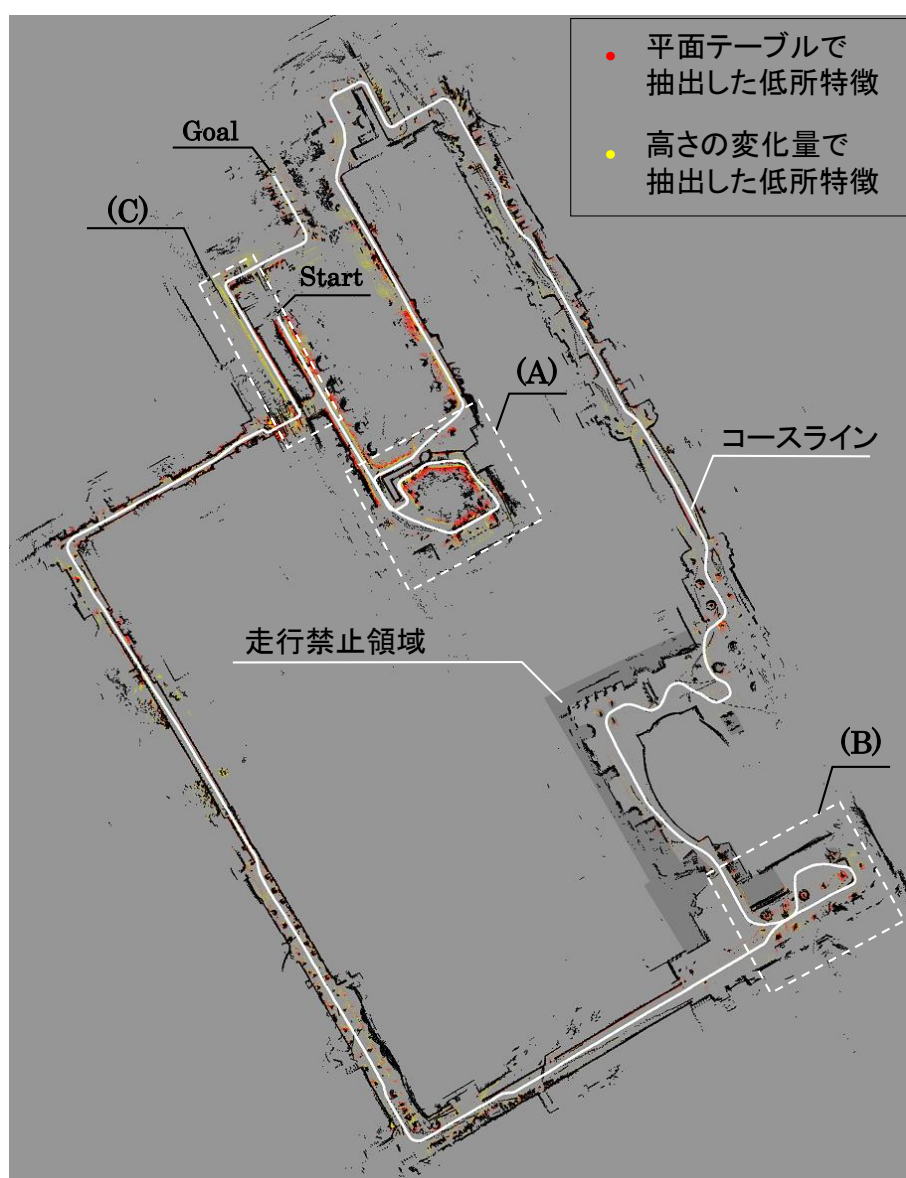 平面テーブルで
抽出した低所特徴
高さの変化量で
抽出した低所特徴
Goal
(C)
Start
(A)
コースライン
走行禁止領域
(B)